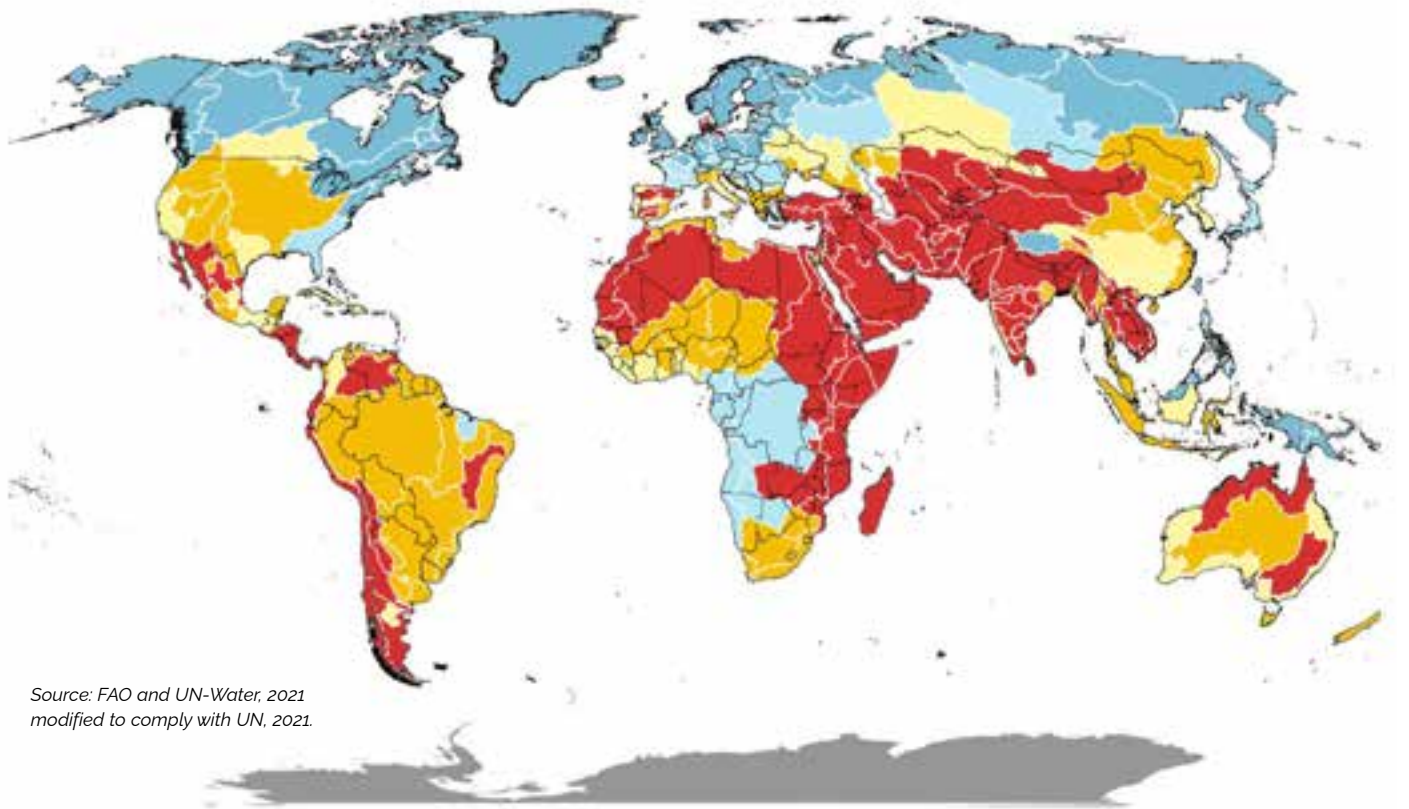 Source: FAO and UN-Water, 2021
modified to comply with UN, 2021.